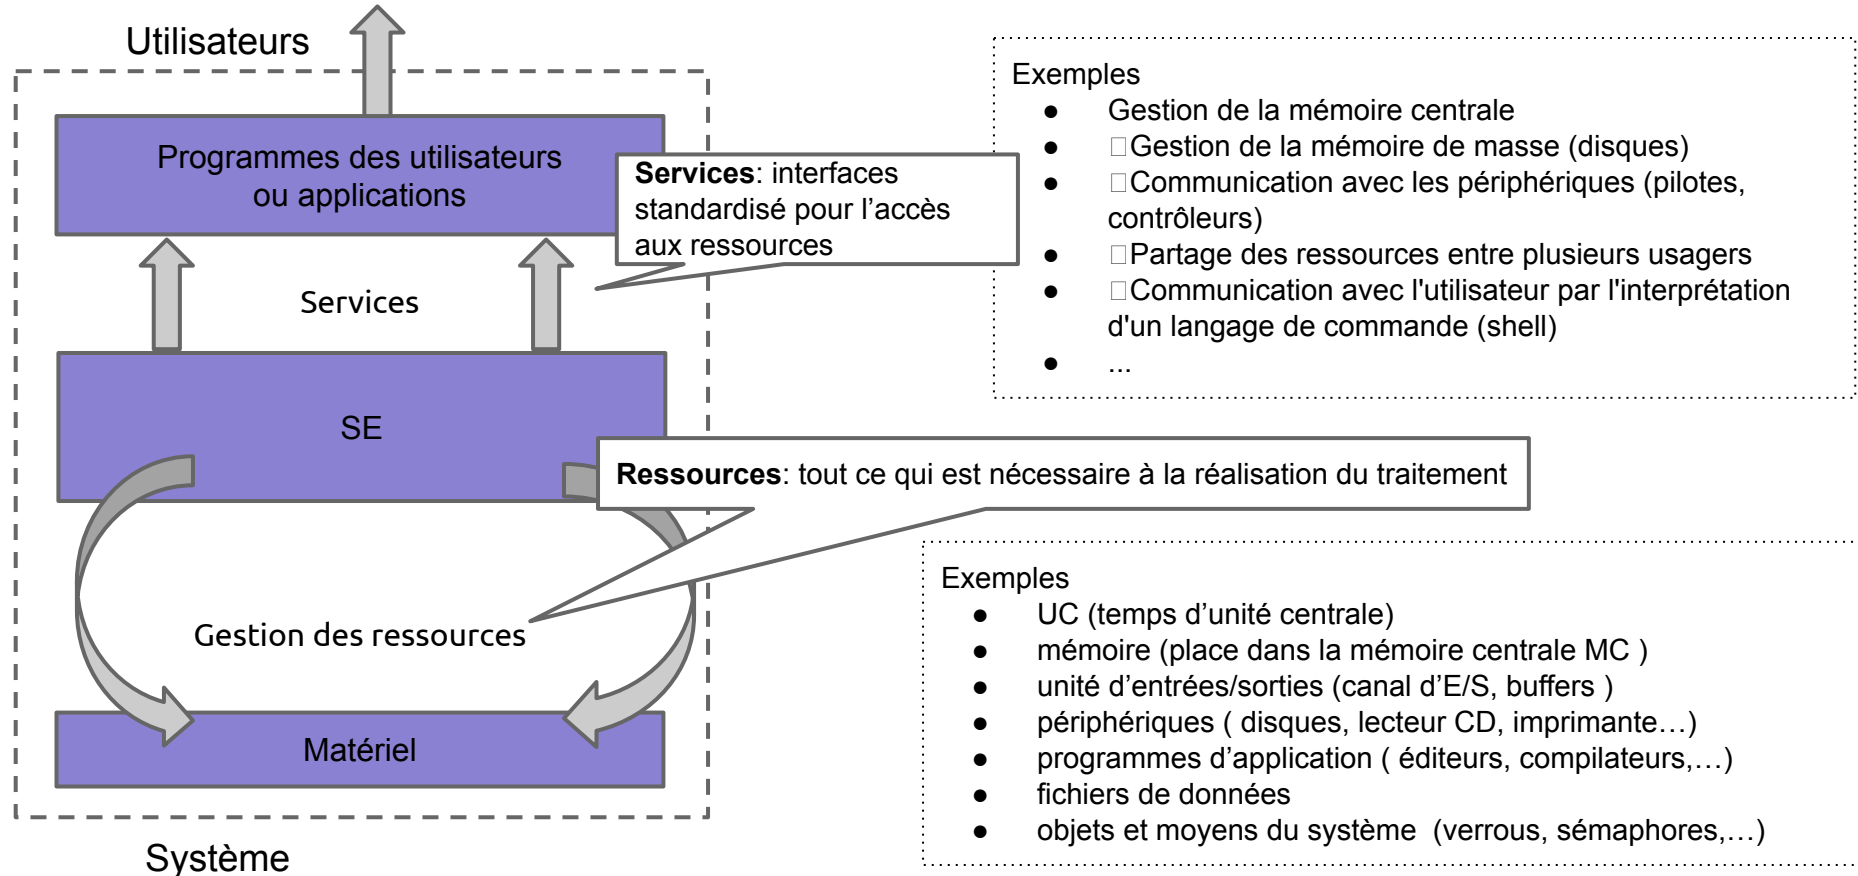 Utilisateurs
Programmes des utilisateurs
ou applications
Services: interfaces
standardisé pour l’accès
aux ressources
Services
SE
Ressources: tout ce qui est nécessaire à la réalisation du traitement
Gestion des ressources
Matériel
Système
Exemples
● Gestion de la mémoire centrale
● □Gestion de la mémoire de masse (disques)
● □Communication avec les périphériques (pilotes,
contrôleurs)
● □Partage des ressources entre plusieurs usagers
● □Communication avec l'utilisateur par l'interprétation
d'un langage de commande (shell)
● ...
Exemples
● UC (temps d’unité centrale)
● mémoire (place dans la mémoire centrale MC )
● unité d’entrées/sorties (canal d’E/S, buffers )
● périphériques ( disques, lecteur CD, imprimante…)
● programmes d’application ( éditeurs, compilateurs,…)
● fichiers de données
● objets et moyens du système (verrous, sémaphores,…)